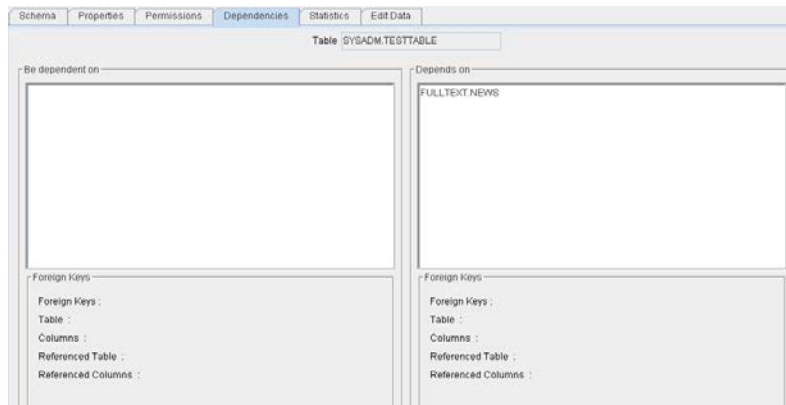 Schema Properties Permissions Dependencies Statistics Edit Data
Table SYSADM.TESTTABLE
Be dependent on
Depends on
FULLTEXT.NEWS
Foreign Keys
Foreign Keys :
Table :
Columns :
Referenced Table :
Referenced Columns :
Foreign Keys
Foreign Keys :
Table :
Columns :
Referenced Table :
Referenced Columns :